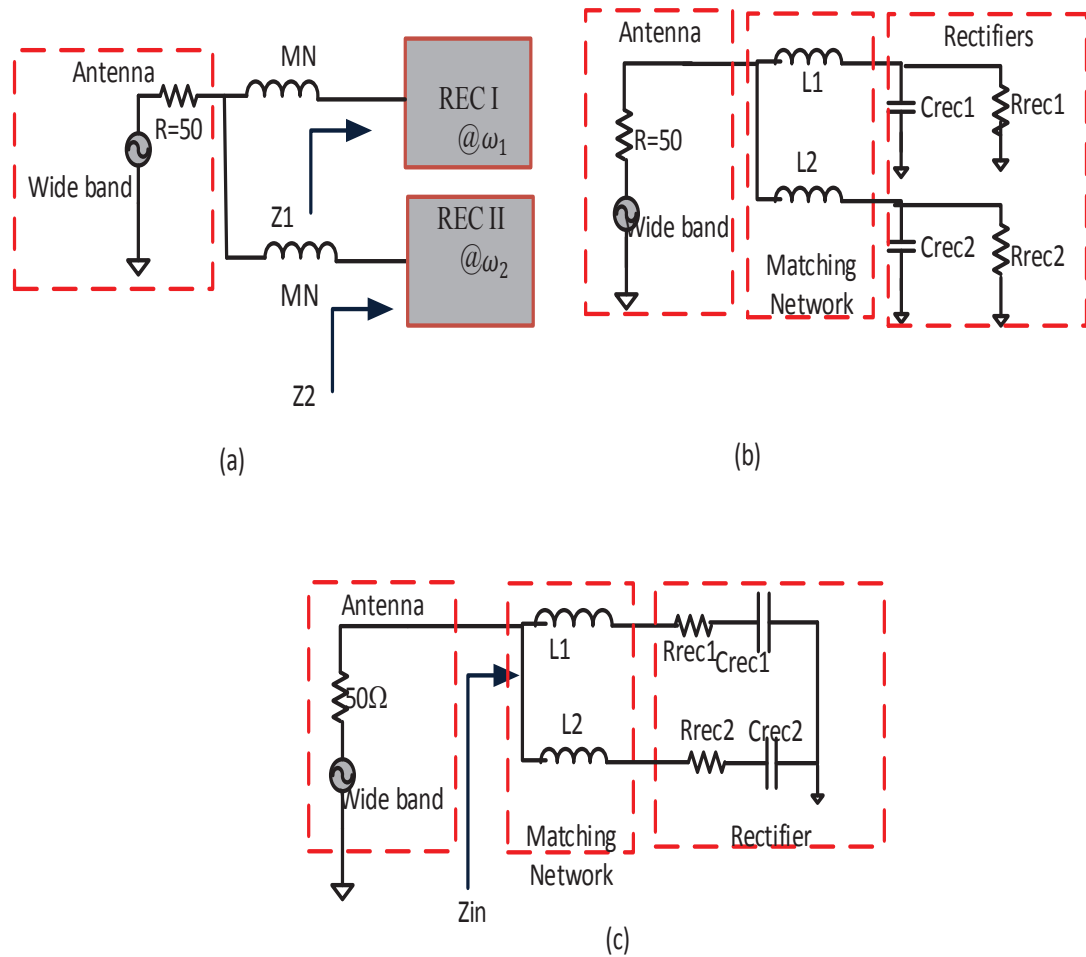 Antenna
R=50
Wide band
MN
REC I
@ω₁
Z1
REC II
@ω₂
MN
Z2
(a)
Antenna
R=50
Wide band
L1
L2
Matching
Network
Rectifiers
Crec1
Rrec1
Crec2
Rrec2
(b)
Antenna
50Ω
Wide band
L1
L2
Matching
Network
Zin
Rrec1
Crec1
Rrec2
Crec2
Rectifier
(c)